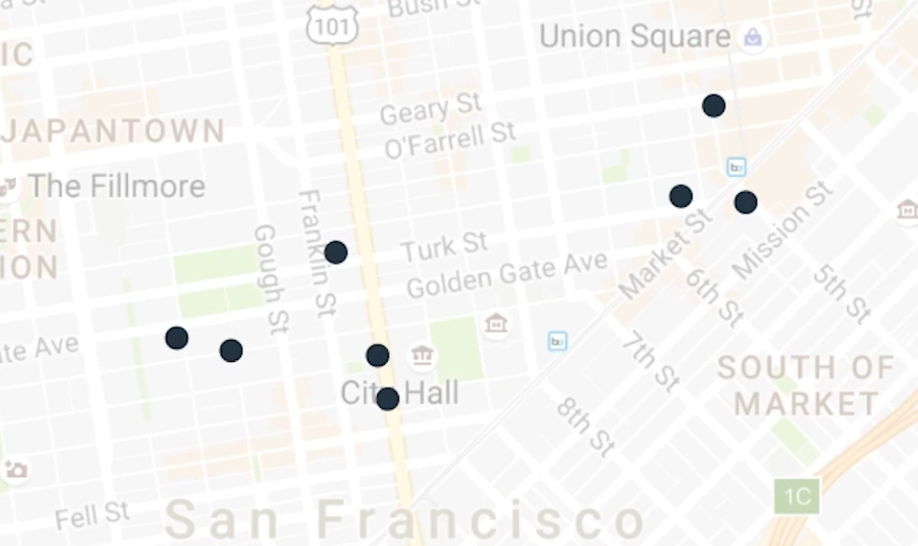 Bush St
101
IC
Union Square
St
Geary St
JAPANTOWN
O'Farrell St
The Fillmore
Franklin St
Gough St
ERN
ION
Turk St
Golden Gate Ave
Market St
Mission St
6th St
5th St
te Ave
7th St
City Hall
SOUTH OF
MARKET
8th St
1C
Fell St
San Francisco